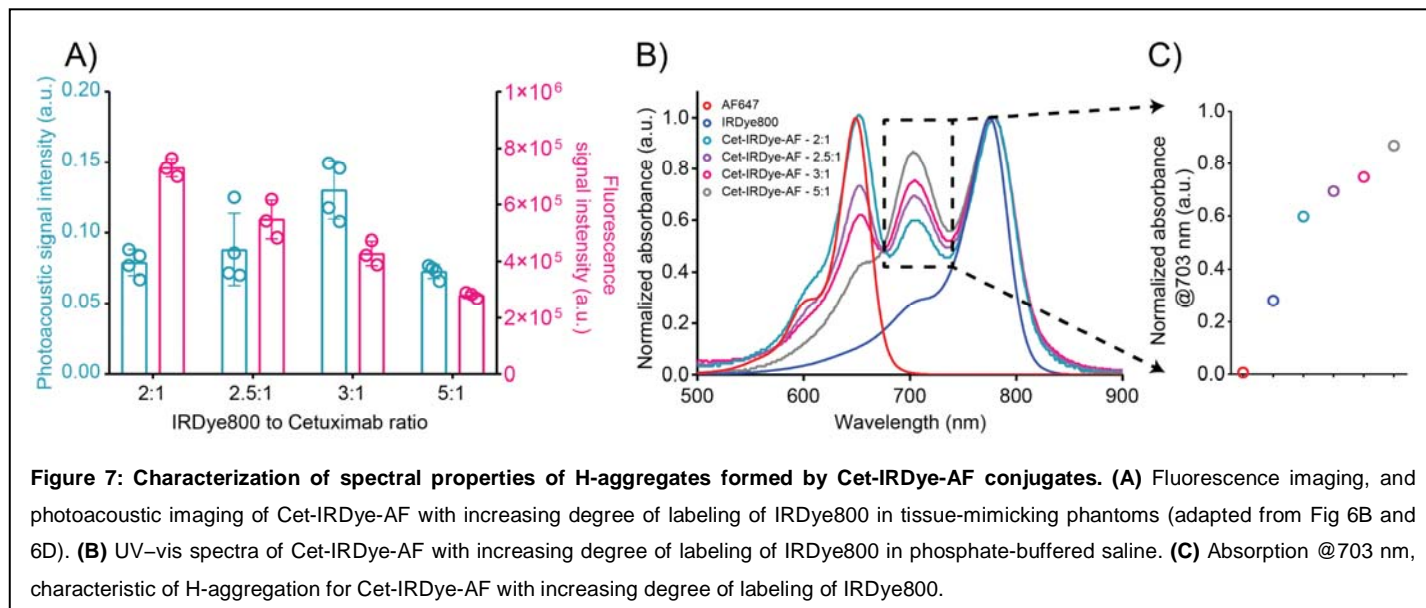 A)
Photoacoustic signal intensity (a.u.)
0.20
0.15
0.10
0.05
0.00
1×10⁶
8×10⁵
6×10⁵
4×10⁵
2×10⁵
0
Fluorescence
signal instensity (a.u.)
2:1 2.5:1 3:1 5:1
IRDye800 to Cetuximab ratio
B)
AF647
IRDye800
Cet-IRDye-AF - 2:1
Cet-IRDye-AF - 2.5:1
Cet-IRDye-AF - 3:1
Cet-IRDye-AF - 5:1
Normalized absorbance (a.u.)
1.0
0.8
0.6
0.4
0.2
0.0
500 600 700 800 900
Wavelength (nm)
C)
Normalized absorbance
@703 nm (a.u.)
1.0
0.8
0.6
0.4
0.2
0.0
Figure 7: Characterization of spectral properties of H-aggregates formed by Cet-IRDye-AF conjugates. (A) Fluorescence imaging, and
photoacoustic imaging of Cet-IRDye-AF with increasing degree of labeling of IRDye800 in tissue-mimicking phantoms (adapted from Fig 6B and
6D). (B) UV–vis spectra of Cet-IRDye-AF with increasing degree of labeling of IRDye800 in phosphate-buffered saline. (C) Absorption @703 nm,
characteristic of H-aggregation for Cet-IRDye-AF with increasing degree of labeling of IRDye800.